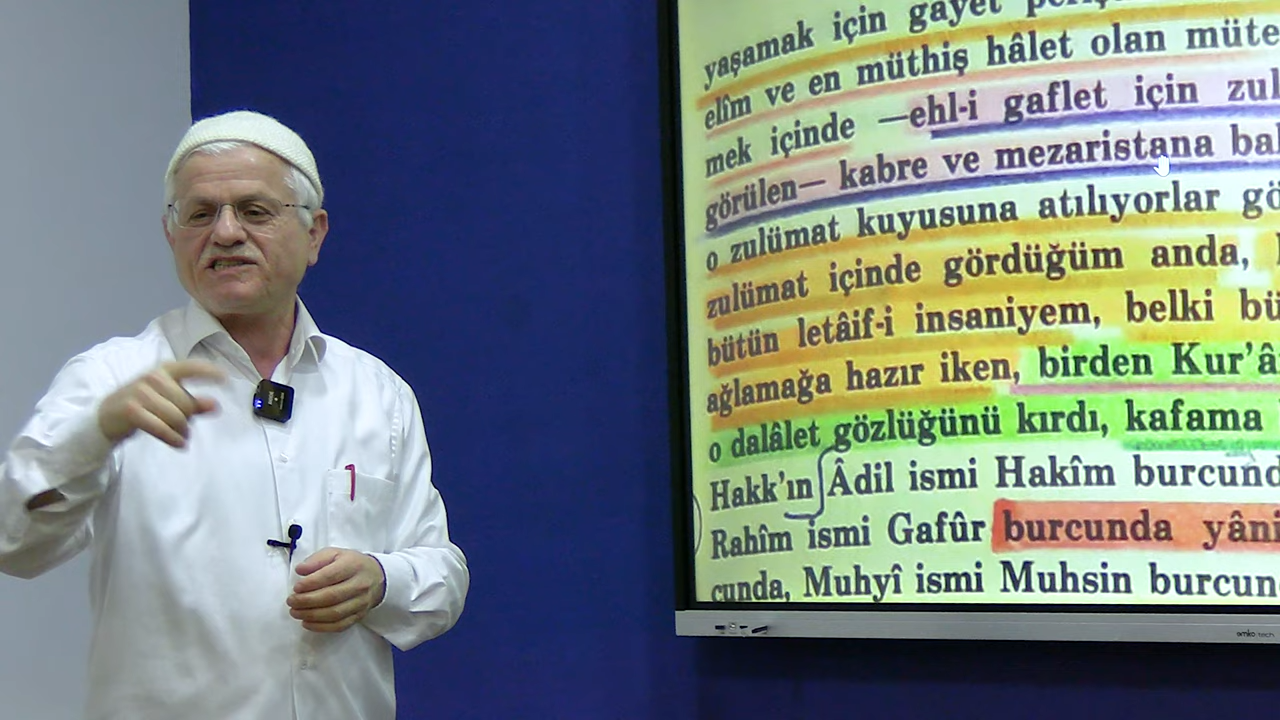 yaşamak için gayet
elîm ve en müthiş hâlet olan müte
mek içinde —ehl-i gaflet için zul
görülen— kabre ve mezaristana bak
o zulümat kuyusuna atılıyorlar gö
zulümat içinde gördüğüm anda,
bütün letâif-i insaniyem, belki bü
ağlamağa hazır iken, birden Kur'â
o dalâlet gözlüğünü kırdı, kafama
Hakk'ın Âdil ismi Hakîm burcund
Rahîm ismi Gafûr burcunda yâni
cunda, Muhyî ismi Muhsin burcun